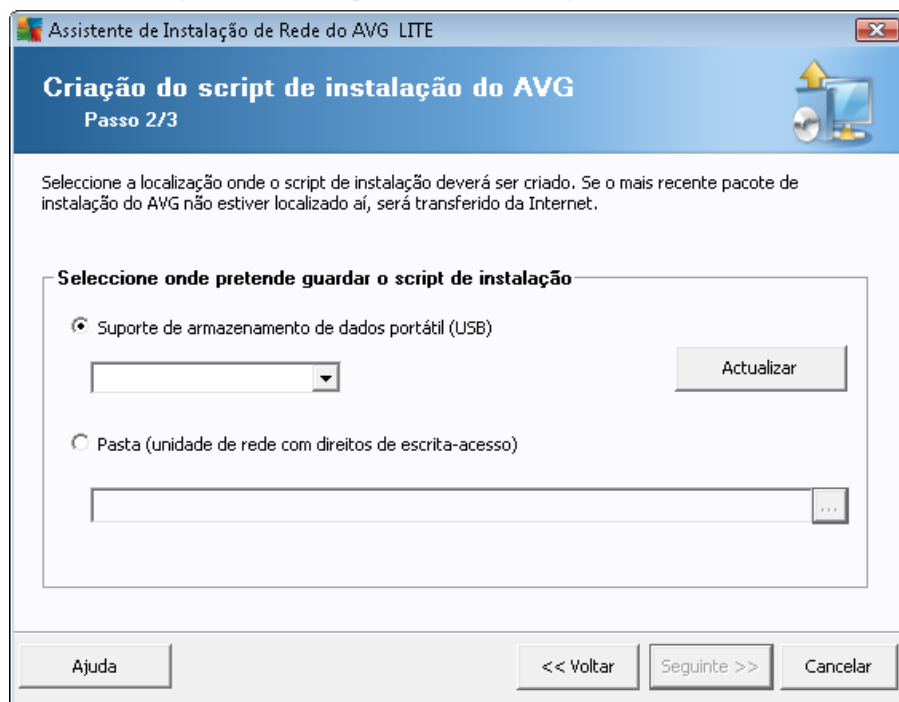 Assistente de Instalação de Rede do AVG LITE
Criação do script de instalação do AVG
Passo 2/3
Seleccione a localização onde o script de instalação deverá ser criado. Se o mais recente pacote de
instalação do AVG não estiver localizado aí, será transferido da Internet.
Seleccione onde pretende guardar o script de instalação
Suporte de armazenamento de dados portátil (USB)
Actualizar
Pasta (unidade de rede com direitos de escrita-acesso)
...
Ajuda
<< Voltar
Seguinte >>
Cancelar